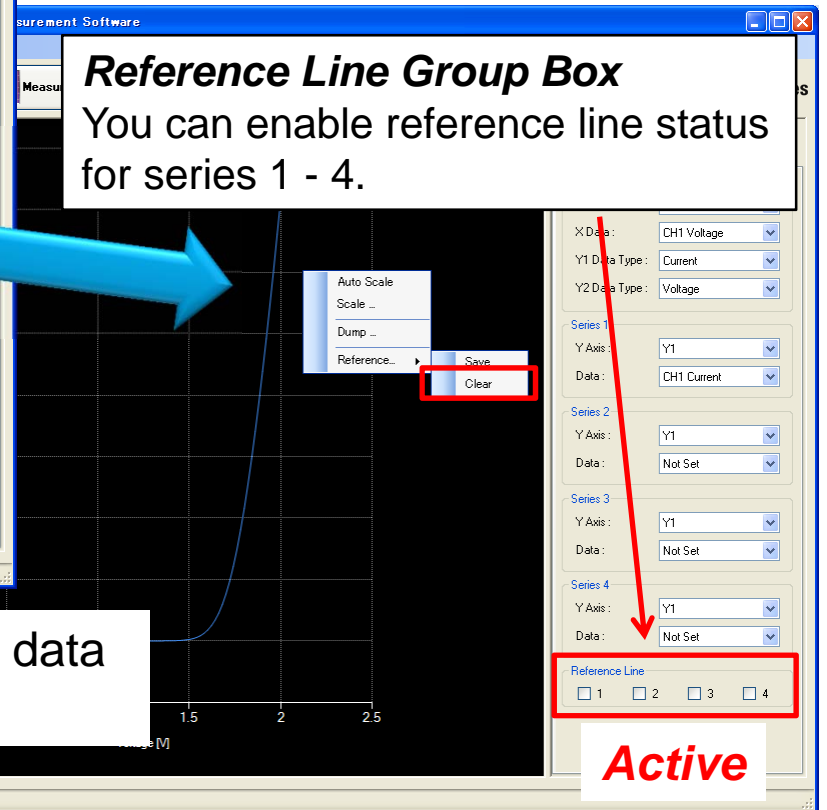 surement Software
Reference Line Group Box
You can enable reference line status
for series 1 - 4.
Measu
es
X Data : CH1 Voltage
Y1 Data Type : Current
Y2 Data Type : Voltage
Auto Scale
Scale ...
Dump ...
Reference...
Save
Clear
Series 1
Y Axis : Y1
Data : CH1 Current
Series 2
Y Axis : Y1
Data : Not Set
Series 3
Y Axis : Y1
Data : Not Set
Series 4
Y Axis : Y1
Data : Not Set
Reference Line
1 2 3 4
Active
data
1.5 2 2.5
Voltage [V]